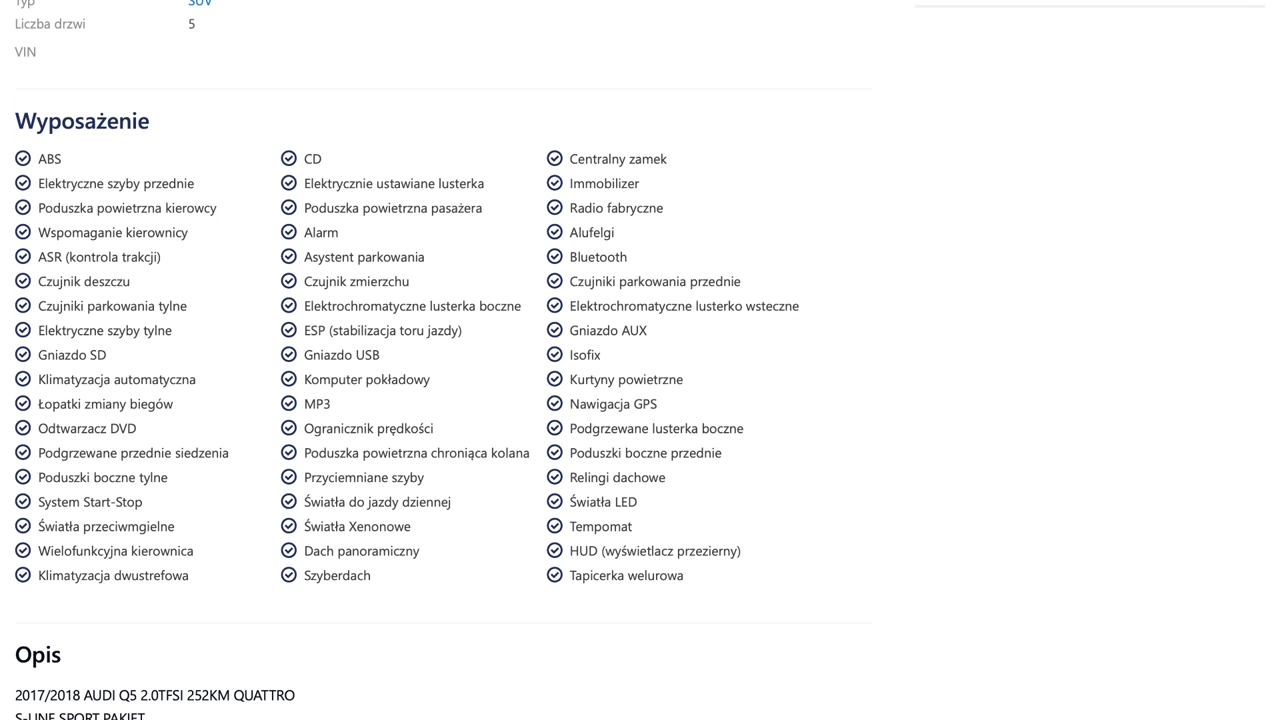 Typ SUV
Liczba drzwi 5
VIN
Wyposażenie
ABS CD Centralny zamek
Elektryczne szyby przednie Elektrycznie ustawiane lusterka Immobilizer
Poduszka powietrzna kierowcy Poduszka powietrzna pasażera Radio fabryczne
Wspomaganie kierownicy Alarm Alufelgi
ASR (kontrola trakcji) Asystent parkowania Bluetooth
Czujnik deszczu Czujnik zmierzchu Czujniki parkowania przednie
Czujniki parkowania tylne Elektrochromatyczne lusterka boczne Elektrochromatyczne lusterko wsteczne
Elektryczne szyby tylne ESP (stabilizacja toru jazdy) Gniazdo AUX
Gniazdo SD Gniazdo USB Isofix
Klimatyzacja automatyczna Komputer pokładowy Kurtyny powietrzne
Łopatki zmiany biegów MP3 Nawigacja GPS
Odtwarzacz DVD Ogranicznik prędkości Podgrzewane lusterka boczne
Podgrzewane przednie siedzenia Poduszka powietrzna chroniąca kolana Poduszki boczne przednie
Poduszki boczne tylne Przyciemniane szyby Relingi dachowe
System Start-Stop Światła do jazdy dziennej Światła LED
Światła przeciwmgielne Światła Xenonowe Tempomat
Wielofunkcyjna kierownica Dach panoramiczny HUD (wyświetlacz przezierny)
Klimatyzacja dwustrefowa Szyberdach Tapicerka welurowa
Opis
2017/2018 AUDI Q5 2.0TFSI 252KM QUATTRO
S-LINE SPORT PAKIET